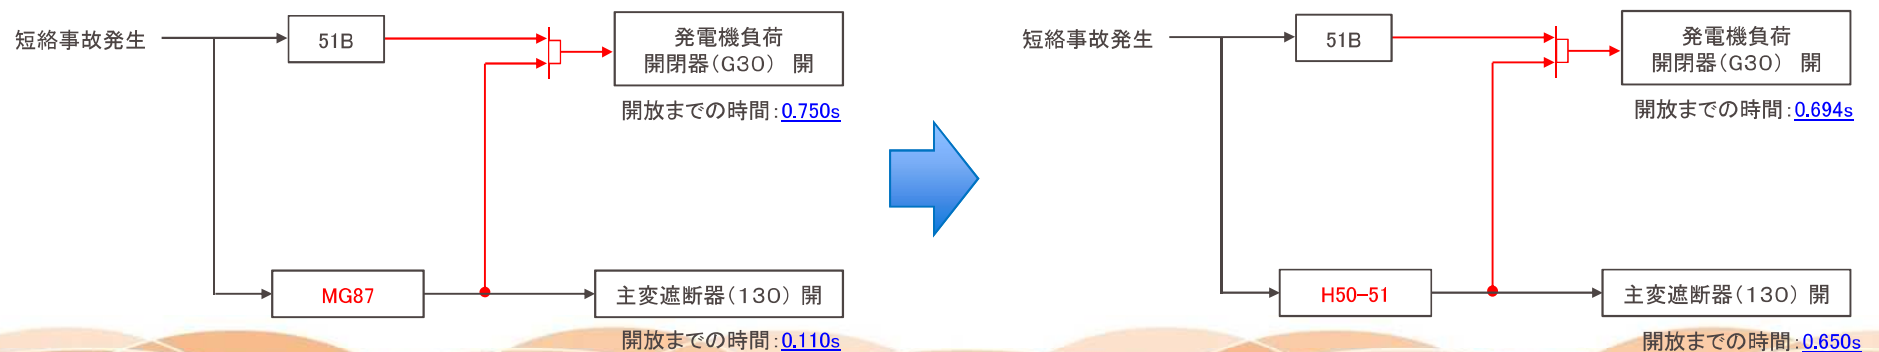 短絡事故発生
51B
発電機負荷
開閉器(G30) 開
開放までの時間:0.750s
MG87
主変遮断器(130) 開
開放までの時間:0.110s
短絡事故発生
51B
発電機負荷
開閉器(G30) 開
開放までの時間:0.694s
H50-51
主変遮断器(130) 開
開放までの時間:0.650s